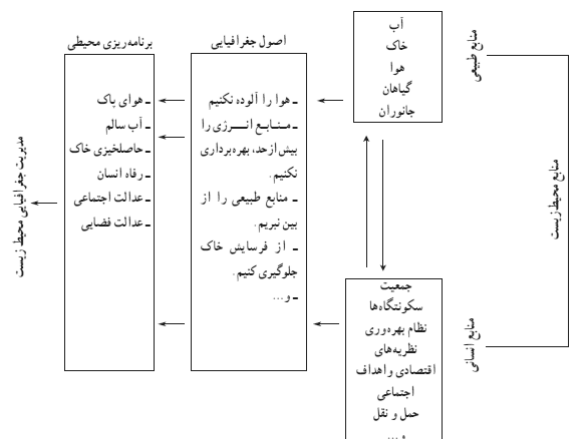 منابع محیط زیست
منابع طبیعی
آب
خاک
هوا
گیاهان
جانوران
منابع انسانی
جمعیت
سکونتگاه‌ها
نظام بهره‌وری
نظریه‌های
اقتصادی و اهداف
اجتماعی
حمل و نقل
و...
اصول جغرافیایی
ـ هوا را آلوده نکنیم
ـ منابع انرژی را
بیش از حد، بهره‌برداری
نکنیم.
ـ منابع طبیعی را از
بین نبریم.
ـ از فرسایش خاک
جلوگیری کنیم.
ـ و...
برنامه‌ریزی محیطی
ـ هوای پاک
ـ آب سالم
ـ حاصلخیزی خاک
ـ رفاه انسان
ـ عدالت اجتماعی
ـ عدالت فضایی
مدیریت جغرافیایی محیط زیست